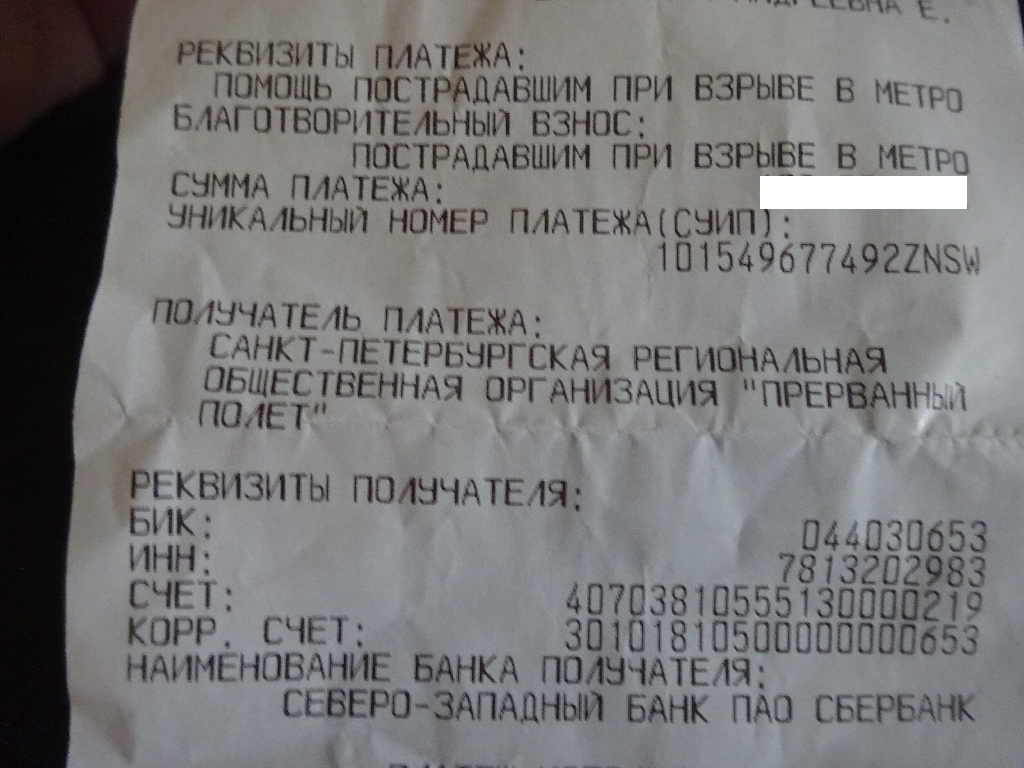 РЕКВИЗИТЫ ПЛАТЕЖА:
ПОМОЩЬ ПОСТРАДАВШИМ ПРИ ВЗРЫВЕ В МЕТРО
БЛАГОТВОРИТЕЛЬНЫЙ ВЗНОС:
ПОСТРАДАВШИМ ПРИ ВЗРЫВЕ В МЕТРО
СУММА ПЛАТЕЖА:
УНИКАЛЬНЫЙ НОМЕР ПЛАТЕЖА(СУИП):
101549677492ZNSW
ПОЛУЧАТЕЛЬ ПЛАТЕЖА:
САНКТ-ПЕТЕРБУРГСКАЯ РЕГИОНАЛЬНАЯ
ОБЩЕСТВЕННАЯ ОРГАНИЗАЦИЯ "ПРЕРВАННЫЙ
ПОЛЕТ"
РЕКВИЗИТЫ ПОЛУЧАТЕЛЯ:
БИК: 044030653
ИНН: 7813202983
СЧЕТ: 40703810555130000219
КОРР. СЧЕТ: 30101810500000000653
НАИМЕНОВАНИЕ БАНКА ПОЛУЧАТЕЛЯ:
СЕВЕРО-ЗАПАДНЫЙ БАНК ПАО СБЕРБАНК